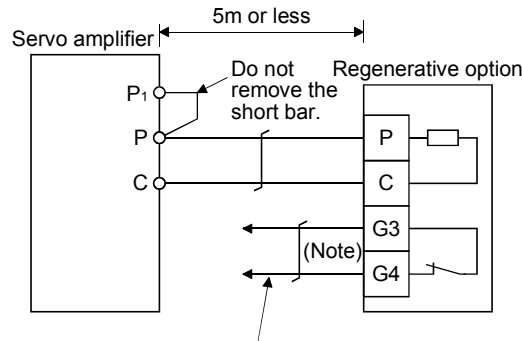 5m or less
Servo amplifier
Do not
remove the
short bar.
Regenerative option
P1
P
C
P
C
G3
G4
(Note)